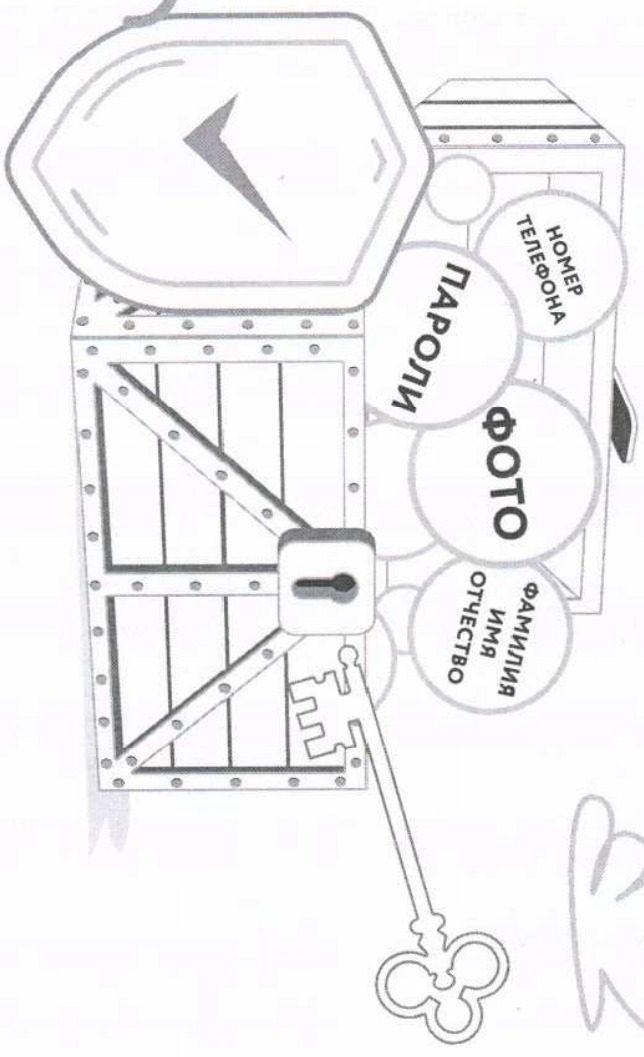 НОМЕР
ТЕЛЕФОНА
ПАРОЛИ
ФОТО
ФАМИЛИЯ
ИМЯ
ОТЧЕСТВО